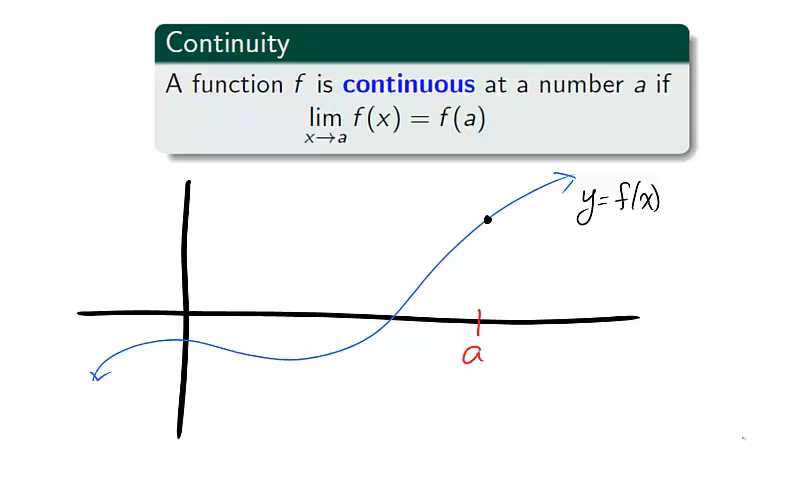 Continuity
A function f is continuous at a number a if
lim f(x) = f(a)
x→a
y=f(x)
a